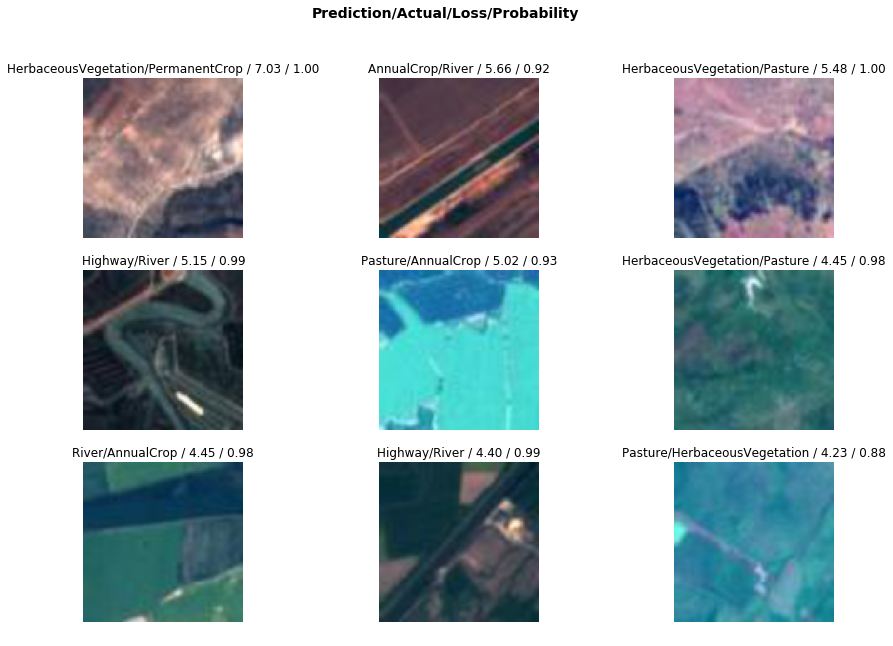 Prediction/Actual/Loss/Probability
HerbaceousVegetation/PermanentCrop / 7.03 / 1.00
AnnualCrop/River / 5.66 / 0.92
HerbaceousVegetation/Pasture / 5.48 / 1.00
Highway/River / 5.15 / 0.99
Pasture/AnnualCrop / 5.02 / 0.93
HerbaceousVegetation/Pasture / 4.45 / 0.98
River/AnnualCrop / 4.45 / 0.98
Highway/River / 4.40 / 0.99
Pasture/HerbaceousVegetation / 4.23 / 0.88